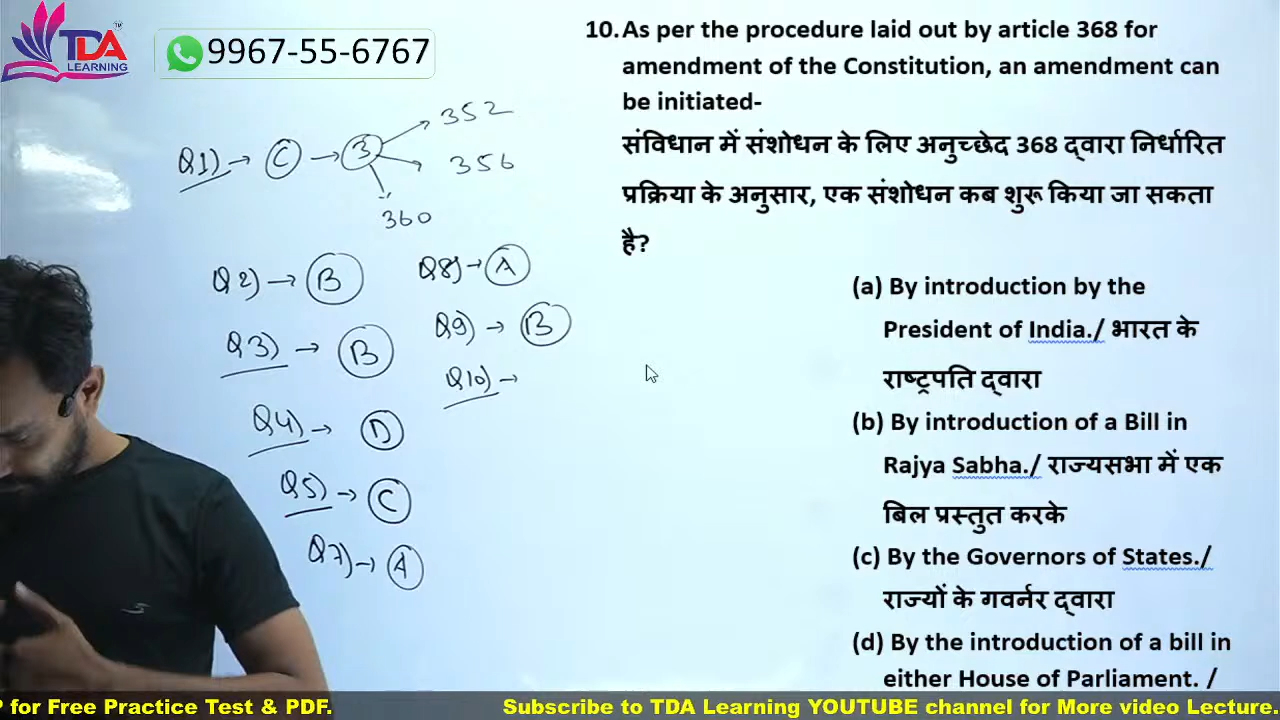 TDA
LEARNING
9967-55-6767
Q1) → C → 3 → 352
356
360
Q2) → B
Q3) → B
Q4) → D
Q5) → C
Q7) → A
Q8) → A
Q9) → B
Q10) →
10. As per the procedure laid out by article 368 for
amendment of the Constitution, an amendment can
be initiated-
संविधान में संशोधन के लिए अनुच्छेद 368 द्वारा निर्धारित
प्रक्रिया के अनुसार, एक संशोधन कब शुरू किया जा सकता
है?
(a) By introduction by the
President of India./ भारत के
राष्ट्रपति द्वारा
(b) By introduction of a Bill in
Rajya Sabha./ राज्यसभा में एक
बिल प्रस्तुत करके
(c) By the Governors of States./
राज्यों के गवर्नर द्वारा
(d) By the introduction of a bill in
either House of Parliament. /
P for Free Practice Test & PDF. Subscribe to TDA Learning YOUTUBE channel for More video Lecture.